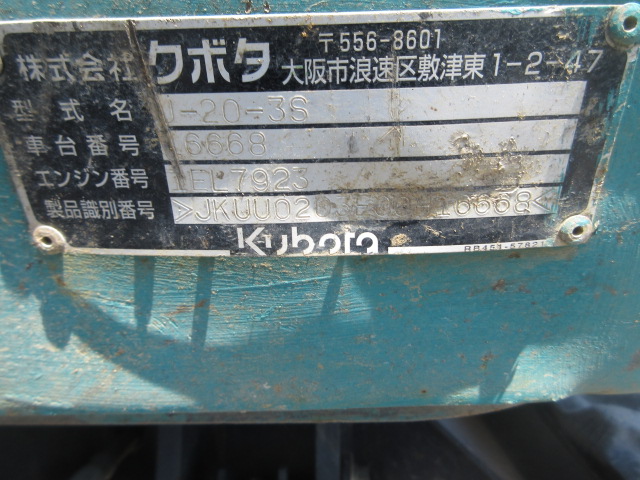 〒556-8601
株式会社クボタ 大阪市浪速区敷津東1-2-47
型式名 U-20-3S
車台番号 16668
エンジン番号 EL7923
製品識別番号 16668<
Kubota